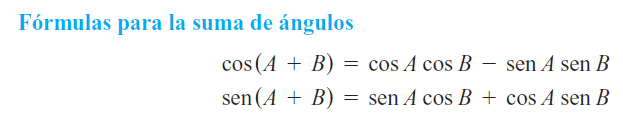 Fórmulas para la suma de ángulos
cos(A + B) = cos A cos B − sen A sen B
sen(A + B) = sen A cos B + cos A sen B